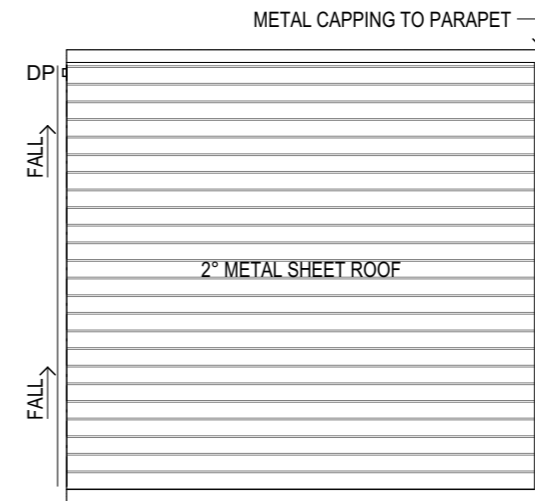 METAL CAPPING TO PARAPET
DP
FALL
2° METAL SHEET ROOF
FALL